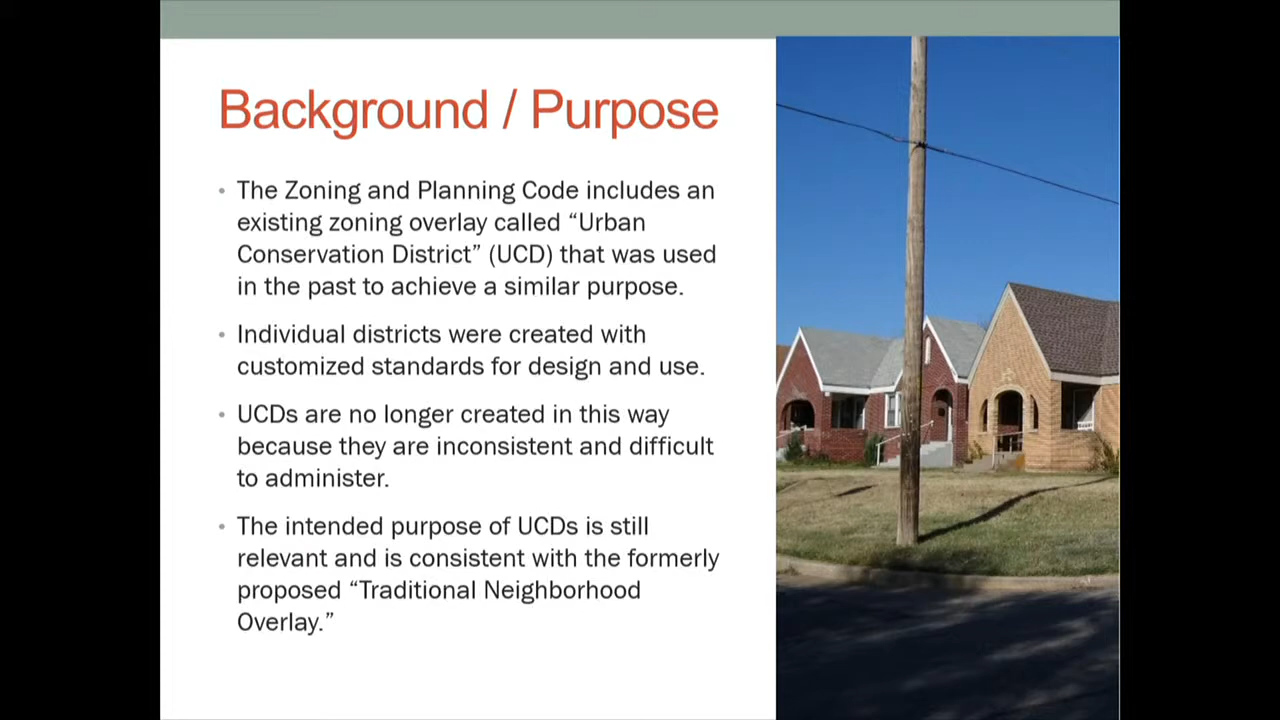 Background / Purpose
• The Zoning and Planning Code includes an
existing zoning overlay called “Urban
Conservation District” (UCD) that was used
in the past to achieve a similar purpose.
• Individual districts were created with
customized standards for design and use.
• UCDs are no longer created in this way
because they are inconsistent and difficult
to administer.
• The intended purpose of UCDs is still
relevant and is consistent with the formerly
proposed “Traditional Neighborhood
Overlay.”